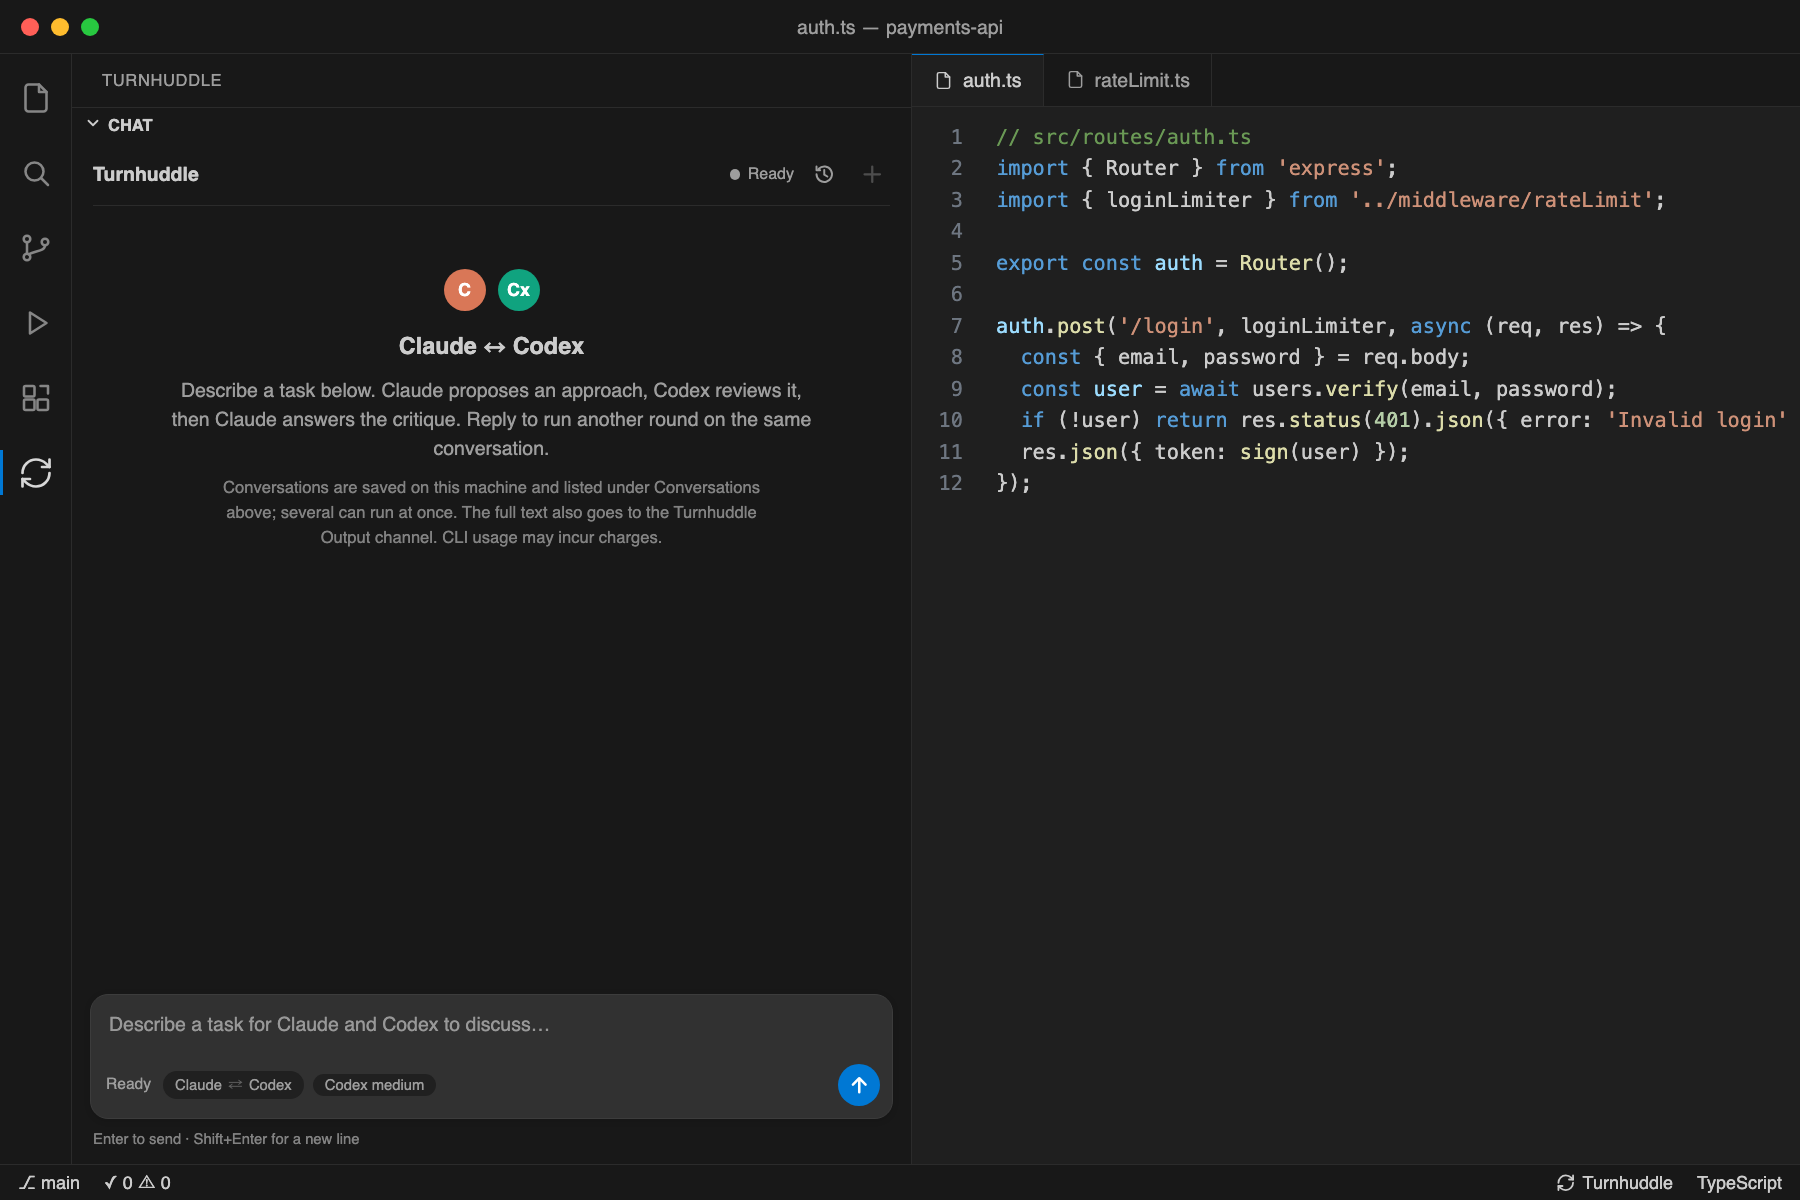 auth.ts — payments-api
TURNHUDDLE
CHAT
Turnhuddle
Ready
C
Cx
Claude ↔ Codex
Describe a task below. Claude proposes an approach, Codex reviews it,
then Claude answers the critique. Reply to run another round on the same
conversation.
Conversations are saved on this machine and listed under Conversations
above; several can run at once. The full text also goes to the Turnhuddle
Output channel. CLI usage may incur charges.
Describe a task for Claude and Codex to discuss…
Ready
Claude ⇌ Codex
Codex medium
Enter to send · Shift+Enter for a new line
auth.ts
rateLimit.ts
1 // src/routes/auth.ts
2 import { Router } from 'express';
3 import { loginLimiter } from '../middleware/rateLimit';
4
5 export const auth = Router();
6
7 auth.post('/login', loginLimiter, async (req, res) => {
8   const { email, password } = req.body;
9   const user = await users.verify(email, password);
10   if (!user) return res.status(401).json({ error: 'Invalid login'
11   res.json({ token: sign(user) });
12 });
main
✓ 0 ⚠ 0
Turnhuddle
TypeScript